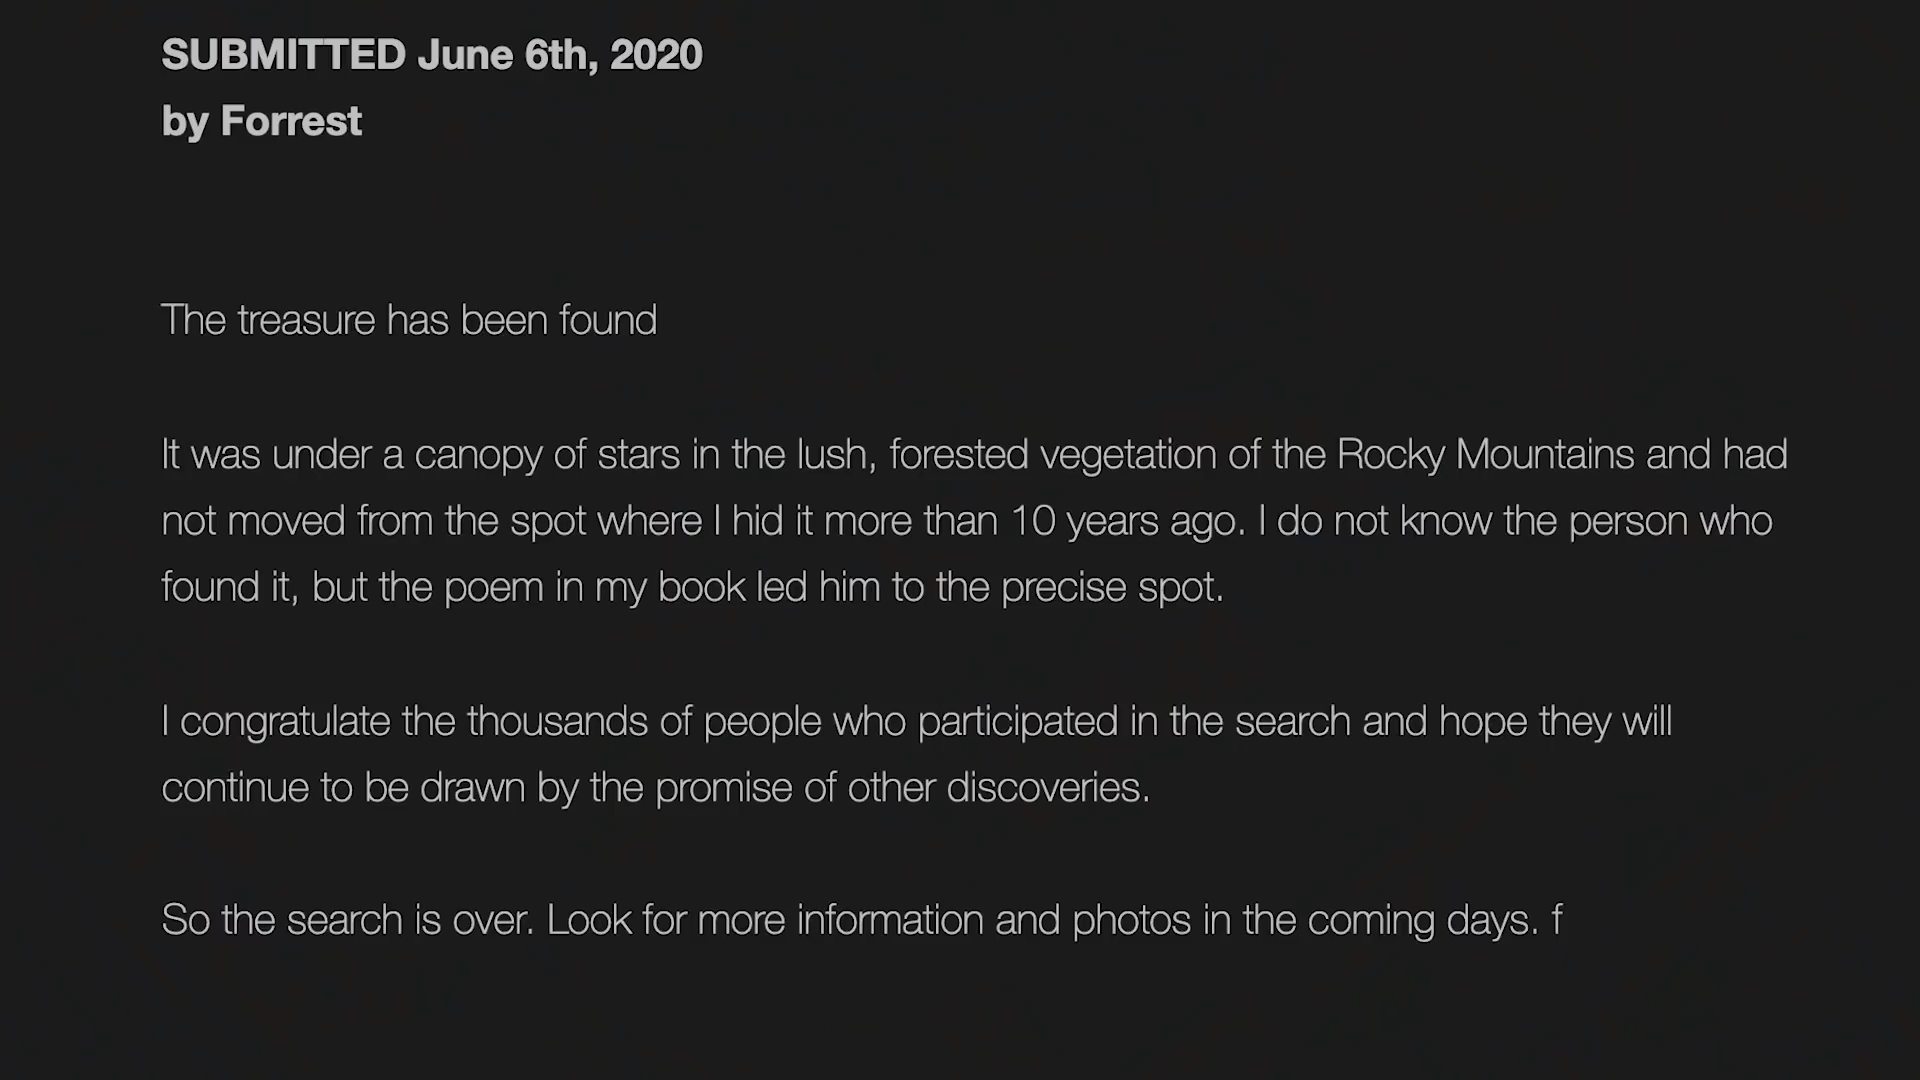 SUBMITTED June 6th, 2020
by Forrest
The treasure has been found
It was under a canopy of stars in the lush, forested vegetation of the Rocky Mountains and had
not moved from the spot where I hid it more than 10 years ago. I do not know the person who
found it, but the poem in my book led him to the precise spot.
I congratulate the thousands of people who participated in the search and hope they will
continue to be drawn by the promise of other discoveries.
So the search is over. Look for more information and photos in the coming days. f